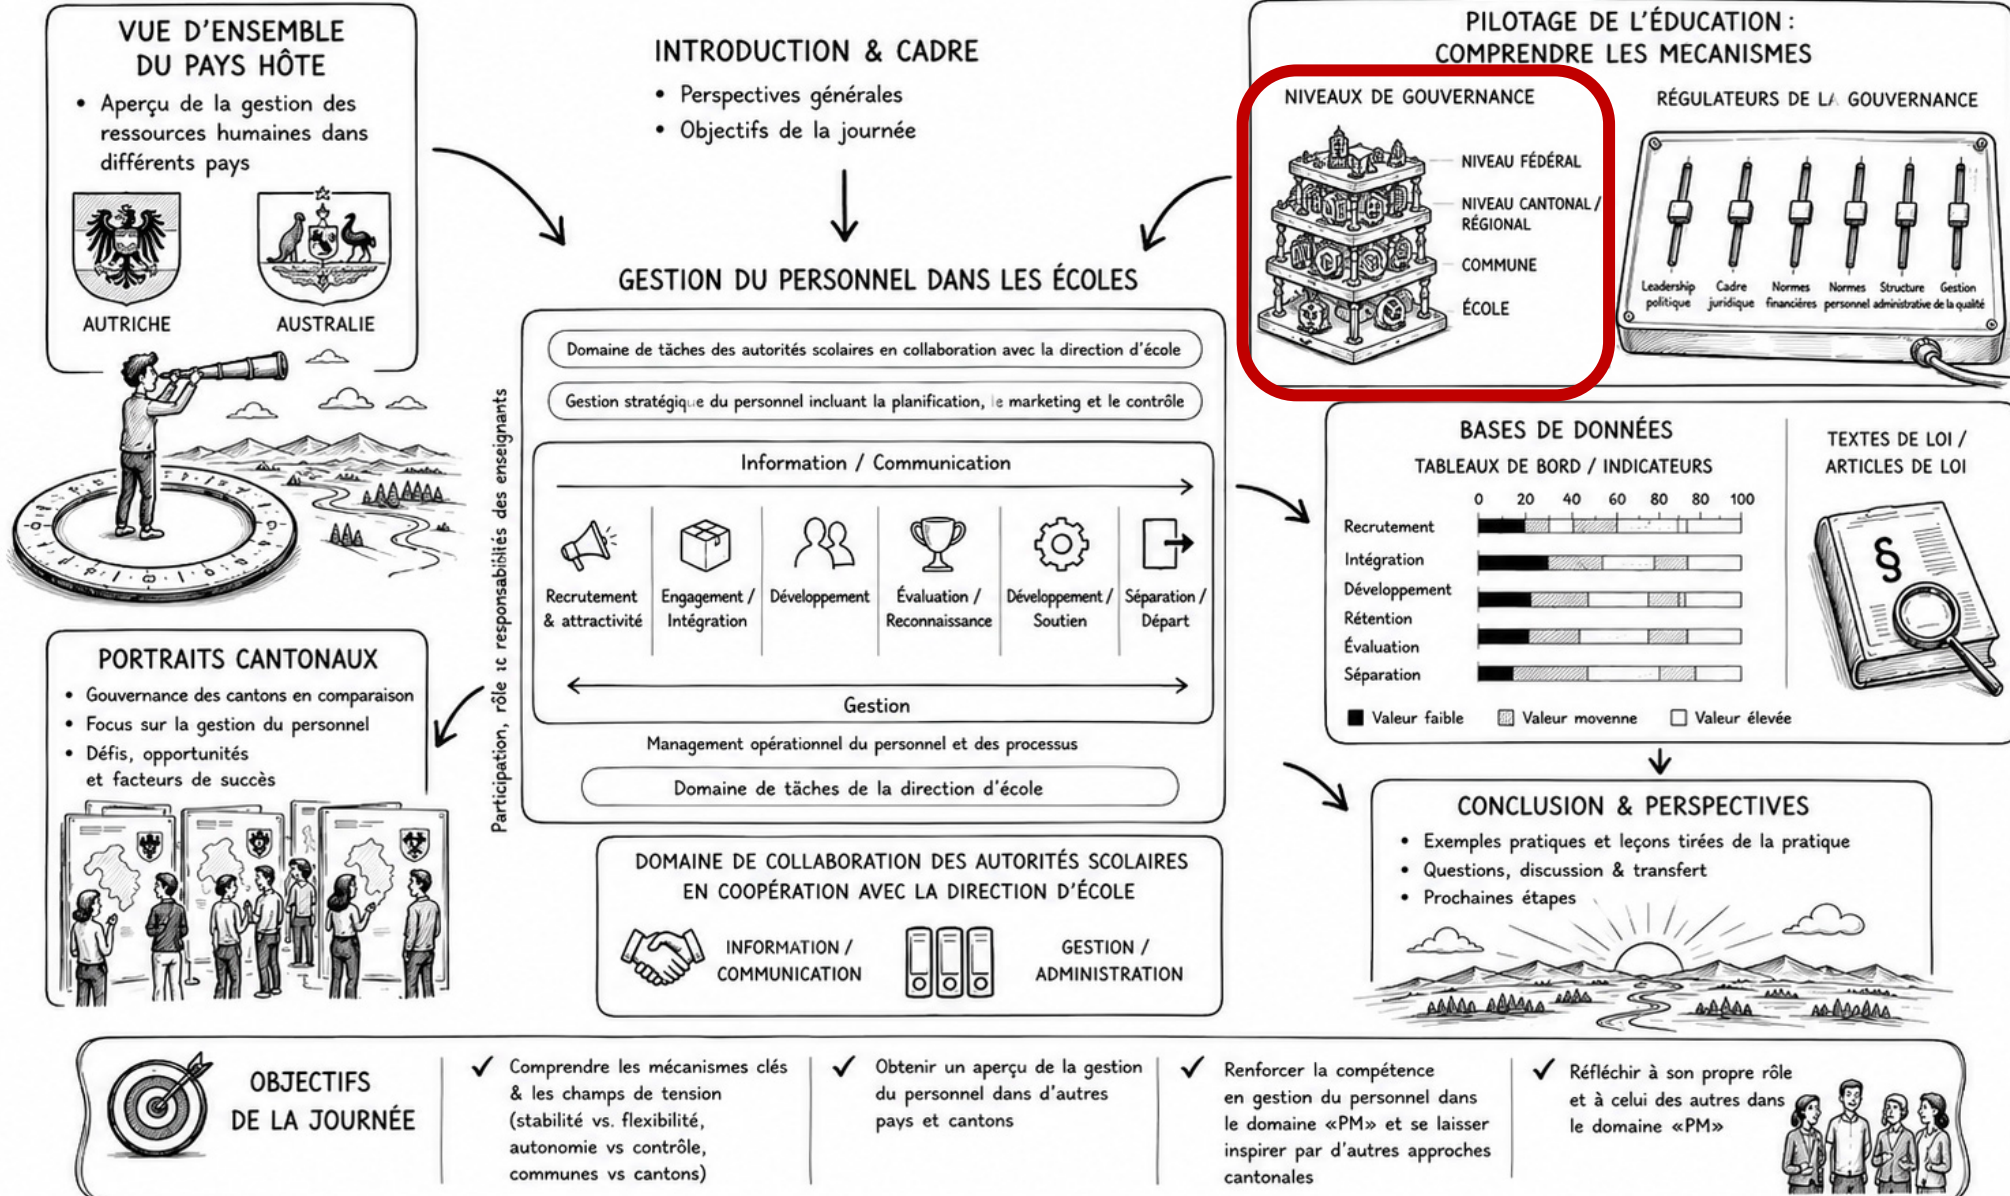 VUE D'ENSEMBLE
DU PAYS HÔTE
• Aperçu de la gestion des
ressources humaines dans
différents pays
AUTRICHE
AUSTRALIE
INTRODUCTION & CADRE
• Perspectives générales
• Objectifs de la journée
PILOTAGE DE L'ÉDUCATION :
COMPRENDRE LES MECANISMES
NIVEAUX DE GOUVERNANCE
NIVEAU FÉDÉRAL
NIVEAU CANTONAL /
RÉGIONAL
COMMUNE
ÉCOLE
RÉGULATEURS DE LA GOUVERNANCE
Leadership
politique
Cadre
juridique
Normes
financières
Normes
personnel
Structure
administrative
Gestion
de la qualité
GESTION DU PERSONNEL DANS LES ÉCOLES
Domaine de tâches des autorités scolaires en collaboration avec la direction d'école
Gestion stratégique du personnel incluant la planification, le marketing et le contrôle
Participation, rôle responsabilités des enseignants
Information / Communication
Recrutement
& attractivité
Engagement /
Intégration
Développement
Évaluation /
Reconnaissance
Développement /
Soutien
Séparation /
Départ
Gestion
Management opérationnel du personnel et des processus
Domaine de täches de la direction d'école
PORTRAITS CANTONAUX
• Gouvernance des cantons en comparaison
• Focus sur la gestion du personnel
• Défis, opportunités
et facteurs de succès
BASES DE DONNÉES
TABLEAUX DE BORD / INDICATEURS
0 20 40 60 80 80 100
Recrutement
Intégration
Développement
Rétention
Évaluation
Séparation
Valeur faible
Valeur movenne
Valeur élevée
TEXTES DE LOI /
ARTICLES DE LOI
§
DOMAINE DE COLLABORATION DES AUTORITÉS SCOLAIRES
EN COOPÉRATION AVEC LA DIRECTION D'ÉCOLE
INFORMATION /
COMMUNICATION
GESTION /
ADMINISTRATION
CONCLUSION & PERSPECTIVES
• Exemples pratiques et leçons tirées de la pratique
• Questions, discussion & transfert
• Prochaines étapes
OBJECTIFS
DE LA JOURNÉE
✓ Comprendre les mécanismes clés
& les champs de tension
(stabilité vs. flexibilité,
autonomie vs contrôle,
communes vs cantons)
✓ Obtenir un aperçu de la gestion
du personnel dans d'autres
pays et cantons
✓ Renforcer la compétence
en gestion du personnel dans
le domaine «PM» et se laisser
inspirer par d'autres approches
cantonales
✓ Réfléchir à son propre rôle
et à celui des autres dans
le domaine «PM»